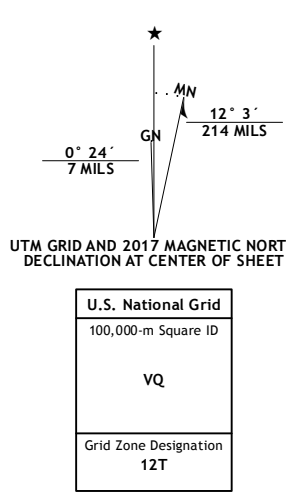 ★
MN
12° 3´
214 MILS
GN
0° 24´
7 MILS
UTM GRID AND 2017 MAGNETIC NORT
DECLINATION AT CENTER OF SHEET
U.S. National Grid
100,000-m Square ID
VQ
Grid Zone Designation
12T